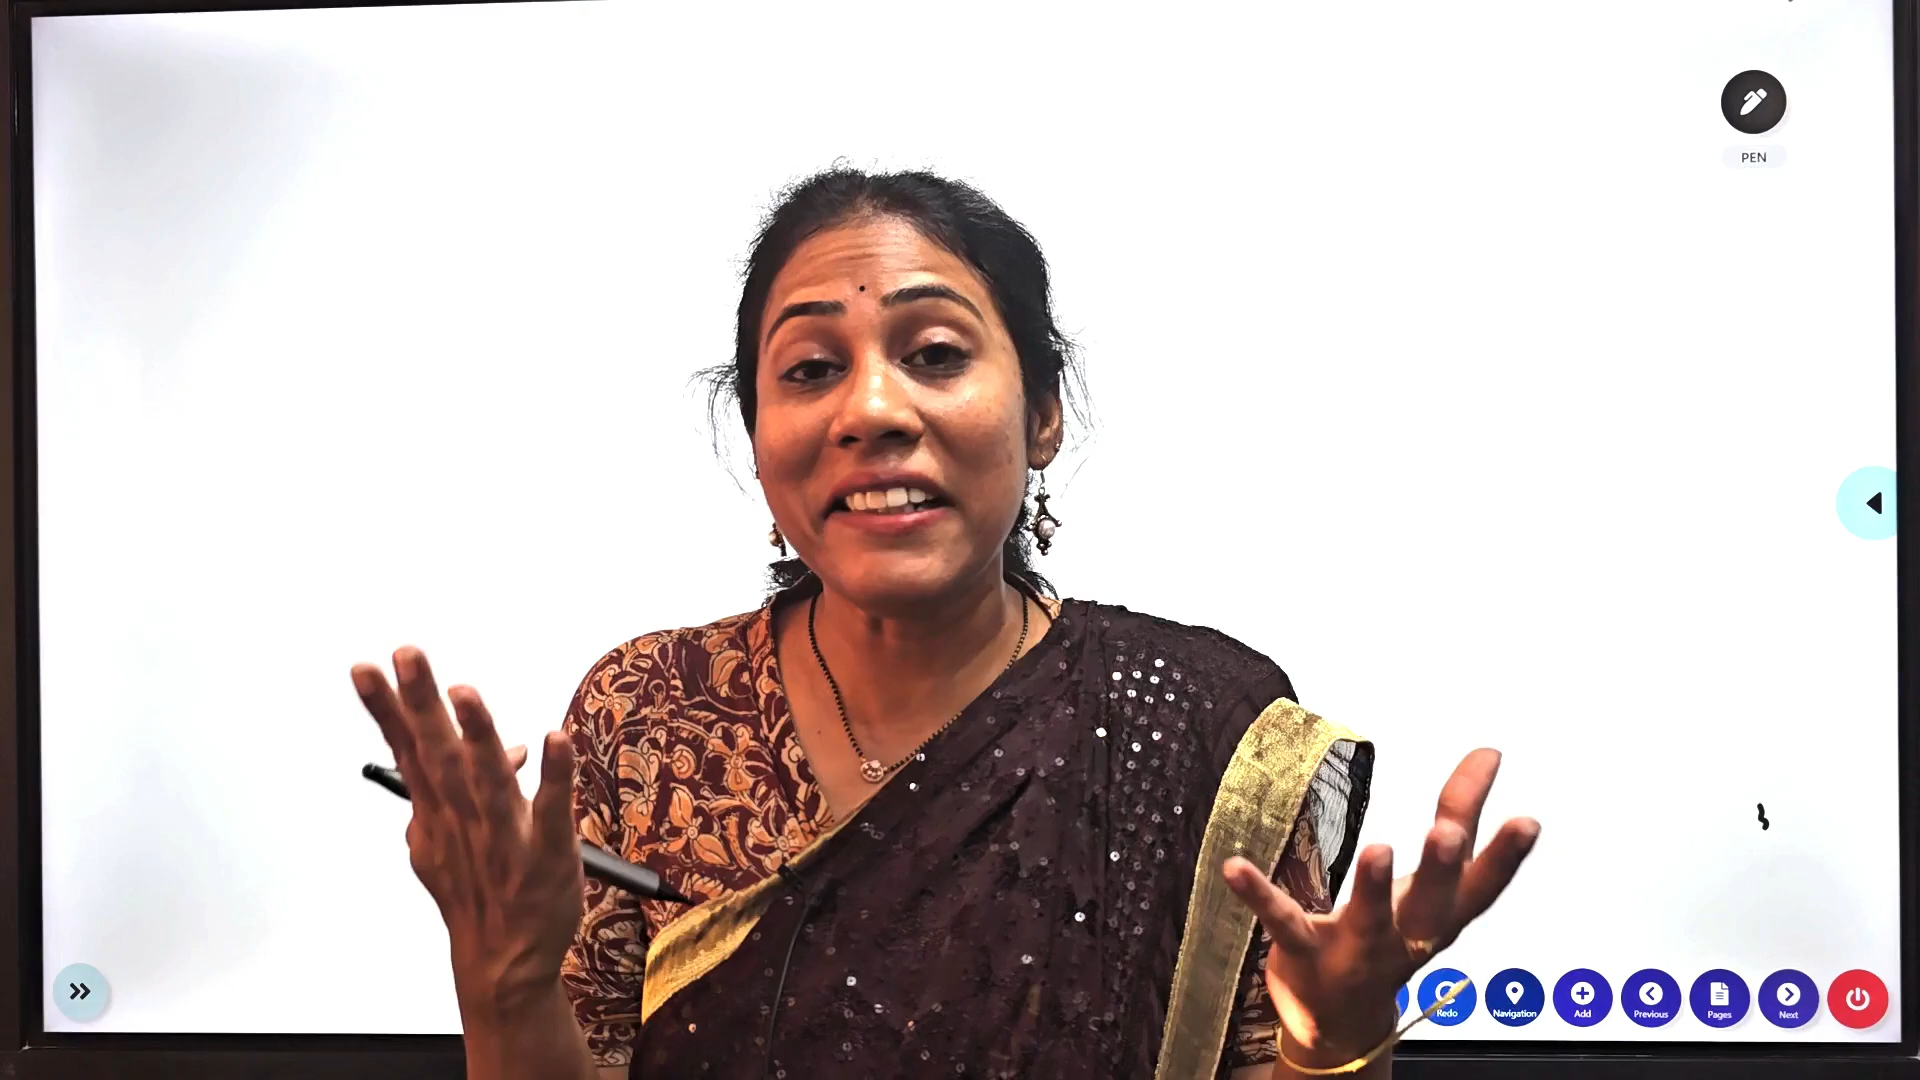 PEN
Redo
Navigation
Add
Previous
Pages
Next